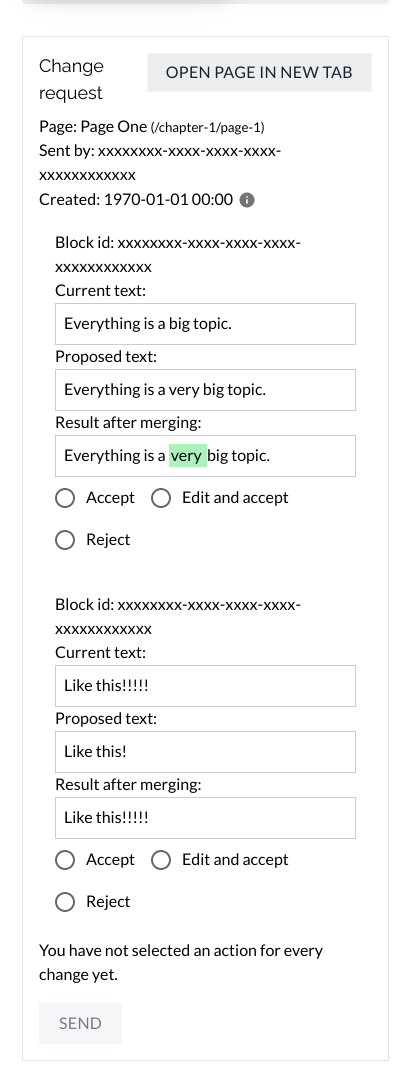 Change
request
OPEN PAGE IN NEW TAB
Page: Page One (/chapter-1/page-1)
Sent by: xxxxxxxx-xxxx-xxxx-xxxx-
xxxxxxxxxxxx
Created: 1970-01-01 00:00
Block id: xxxxxxxx-xxxx-xxxx-xxxx-
xxxxxxxxxxxx
Current text:
Everything is a big topic.
Proposed text:
Everything is a very big topic.
Result after merging:
Everything is a very big topic.
Accept Edit and accept
Reject
Block id: xxxxxxxx-xxxx-xxxx-xxxx-
xxxxxxxxxxxx
Current text:
Like this!!!!!
Proposed text:
Like this!
Result after merging:
Like this!!!!!
Accept Edit and accept
Reject
You have not selected an action for every
change yet.
SEND